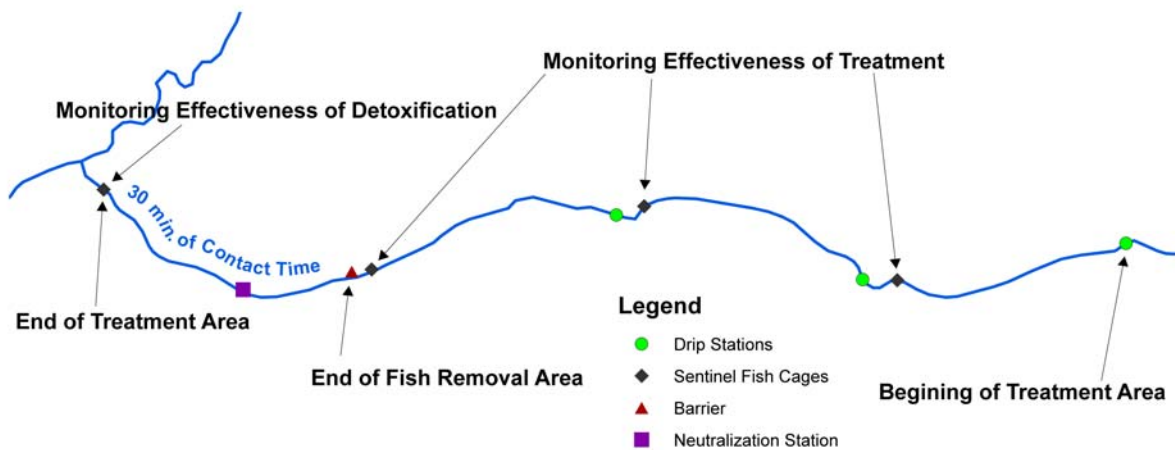 Monitoring Effectiveness of Treatment
Monitoring Effectiveness of Detoxification
30 min. of Contact Time
End of Treatment Area
End of Fish Removal Area
Begining of Treatment Area
Legend
Drip Stations
Sentinel Fish Cages
Barrier
Neutralization Station